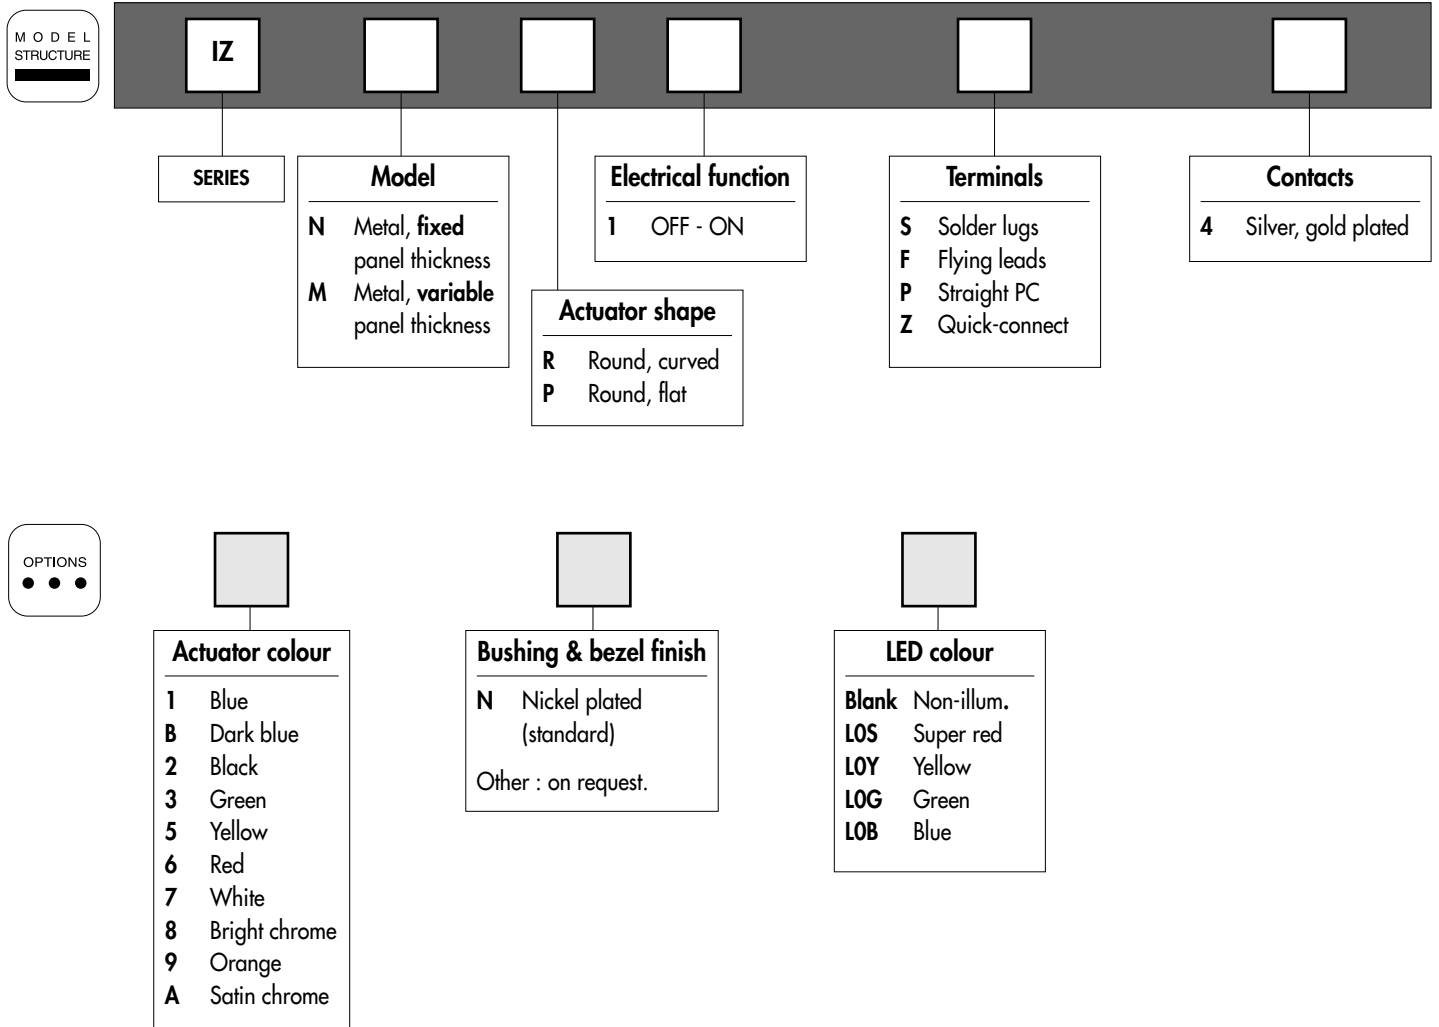 MODEL
STRUCTURE
IZ
SERIES
Model
N Metal, fixed
panel thickness
M Metal, variable
panel thickness
Actuator shape
R Round, curved
P Round, flat
Electrical function
1 OFF - ON
Terminals
S Solder lugs
F Flying leads
P Straight PC
Z Quick-connect
Contacts
4 Silver, gold plated
OPTIONS
Actuator colour
1 Blue
B Dark blue
2 Black
3 Green
5 Yellow
6 Red
7 White
8 Bright chrome
9 Orange
A Satin chrome
Bushing & bezel finish
N Nickel plated
(standard)
Other : on request.
LED colour
Blank Non-illum.
L0S Super red
L0Y Yellow
L0G Green
L0B Blue